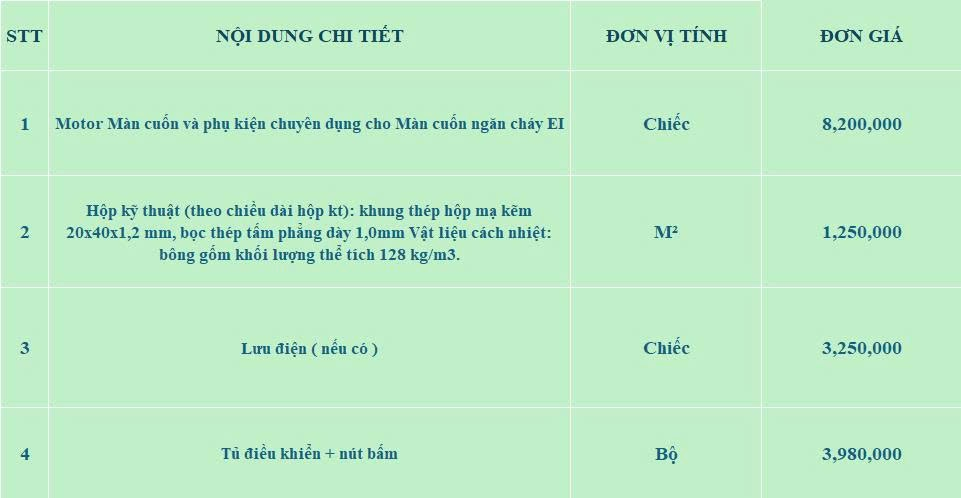 STT NỘI DUNG CHI TIẾT ĐƠN VỊ TÍNH ĐƠN GIÁ
1 Motor Màn cuốn và phụ kiện chuyên dụng cho Màn cuốn ngăn cháy EI Chiếc 8,200,000
Hộp kỹ thuật (theo chiều dài hộp kt): khung thép hộp mạ kẽm
2 20x40x1,2 mm, bọc thép tấm phẳng dày 1,0mm Vật liệu cách nhiệt: M² 1,250,000
bông gốm khối lượng thể tích 128 kg/m3.
3 Lưu điện ( nếu có ) Chiếc 3,250,000
4 Tủ điều khiển + nút bấm Bộ 3,980,000